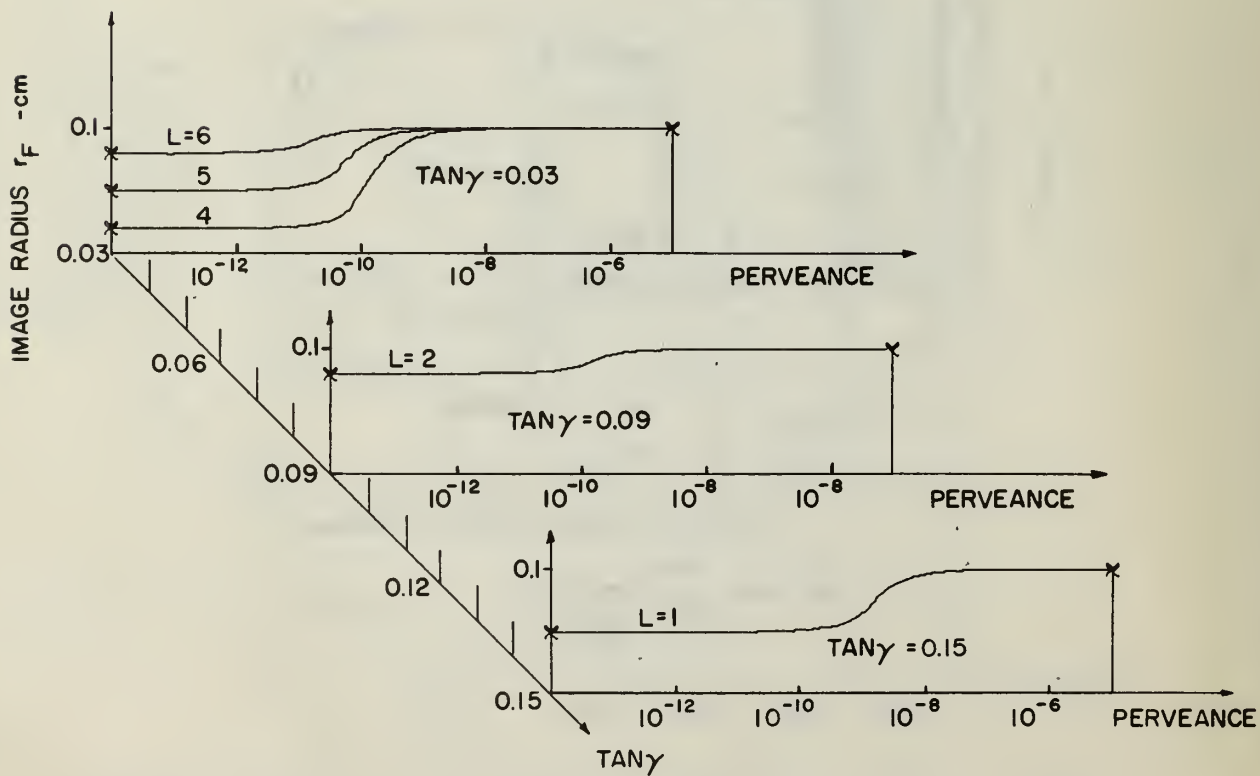 IMAGE RADIUS r_F -cm
0.1
L=6
5
4
TANγ=0.03
0.03
10⁻¹² 10⁻¹⁰ 10⁻⁸ 10⁻⁶ PERVEANCE
0.06
0.1
L=2
TANγ=0.09
0.09
10⁻¹² 10⁻¹⁰ 10⁻⁸ 10⁻⁸ PERVEANCE
0.12
0.1
L=1
TANγ=0.15
0.15
10⁻¹² 10⁻¹⁰ 10⁻⁸ 10⁻⁶ PERVEANCE
TANγ